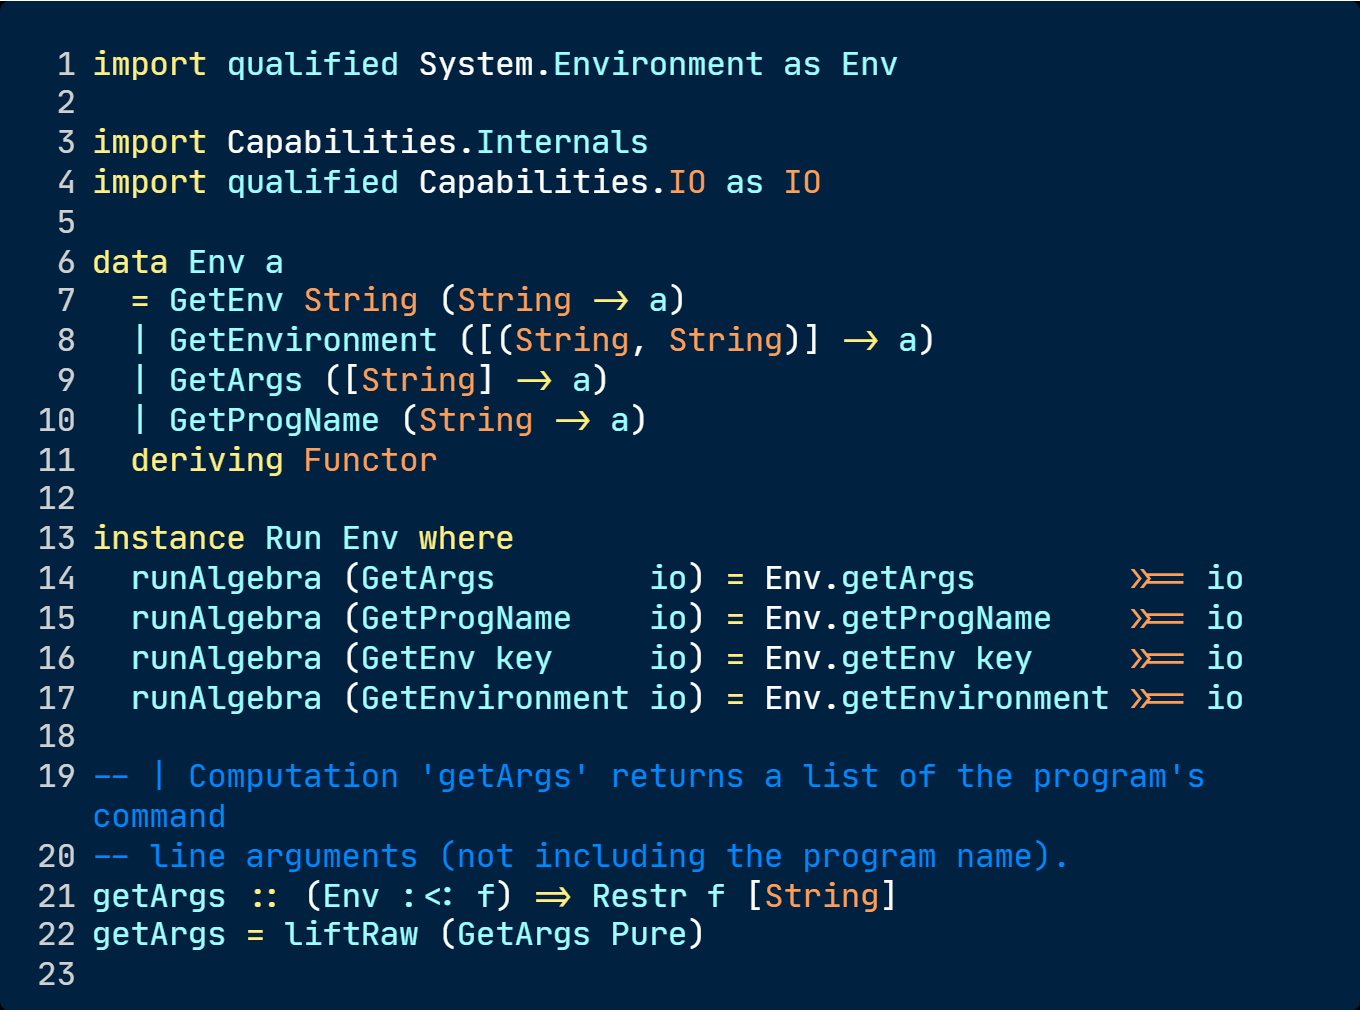 1 import qualified System.Environment as Env
2
3 import Capabilities.Internals
4 import qualified Capabilities.IO as IO
5
6 data Env a
7   = GetEnv String (String -> a)
8   | GetEnvironment ([(String, String)] -> a)
9   | GetArgs ([String] -> a)
10   | GetProgName (String -> a)
11   deriving Functor
12
13 instance Run Env where
14   runAlgebra (GetArgs        io) = Env.getArgs        >>= io
15   runAlgebra (GetProgName    io) = Env.getProgName    >>= io
16   runAlgebra (GetEnv key     io) = Env.getEnv key     >>= io
17   runAlgebra (GetEnvironment io) = Env.getEnvironment >>= io
18
19 -- | Computation 'getArgs' returns a list of the program's
command
20 -- line arguments (not including the program name).
21 getArgs :: (Env :<: f) => Restr f [String]
22 getArgs = liftRaw (GetArgs Pure)
23